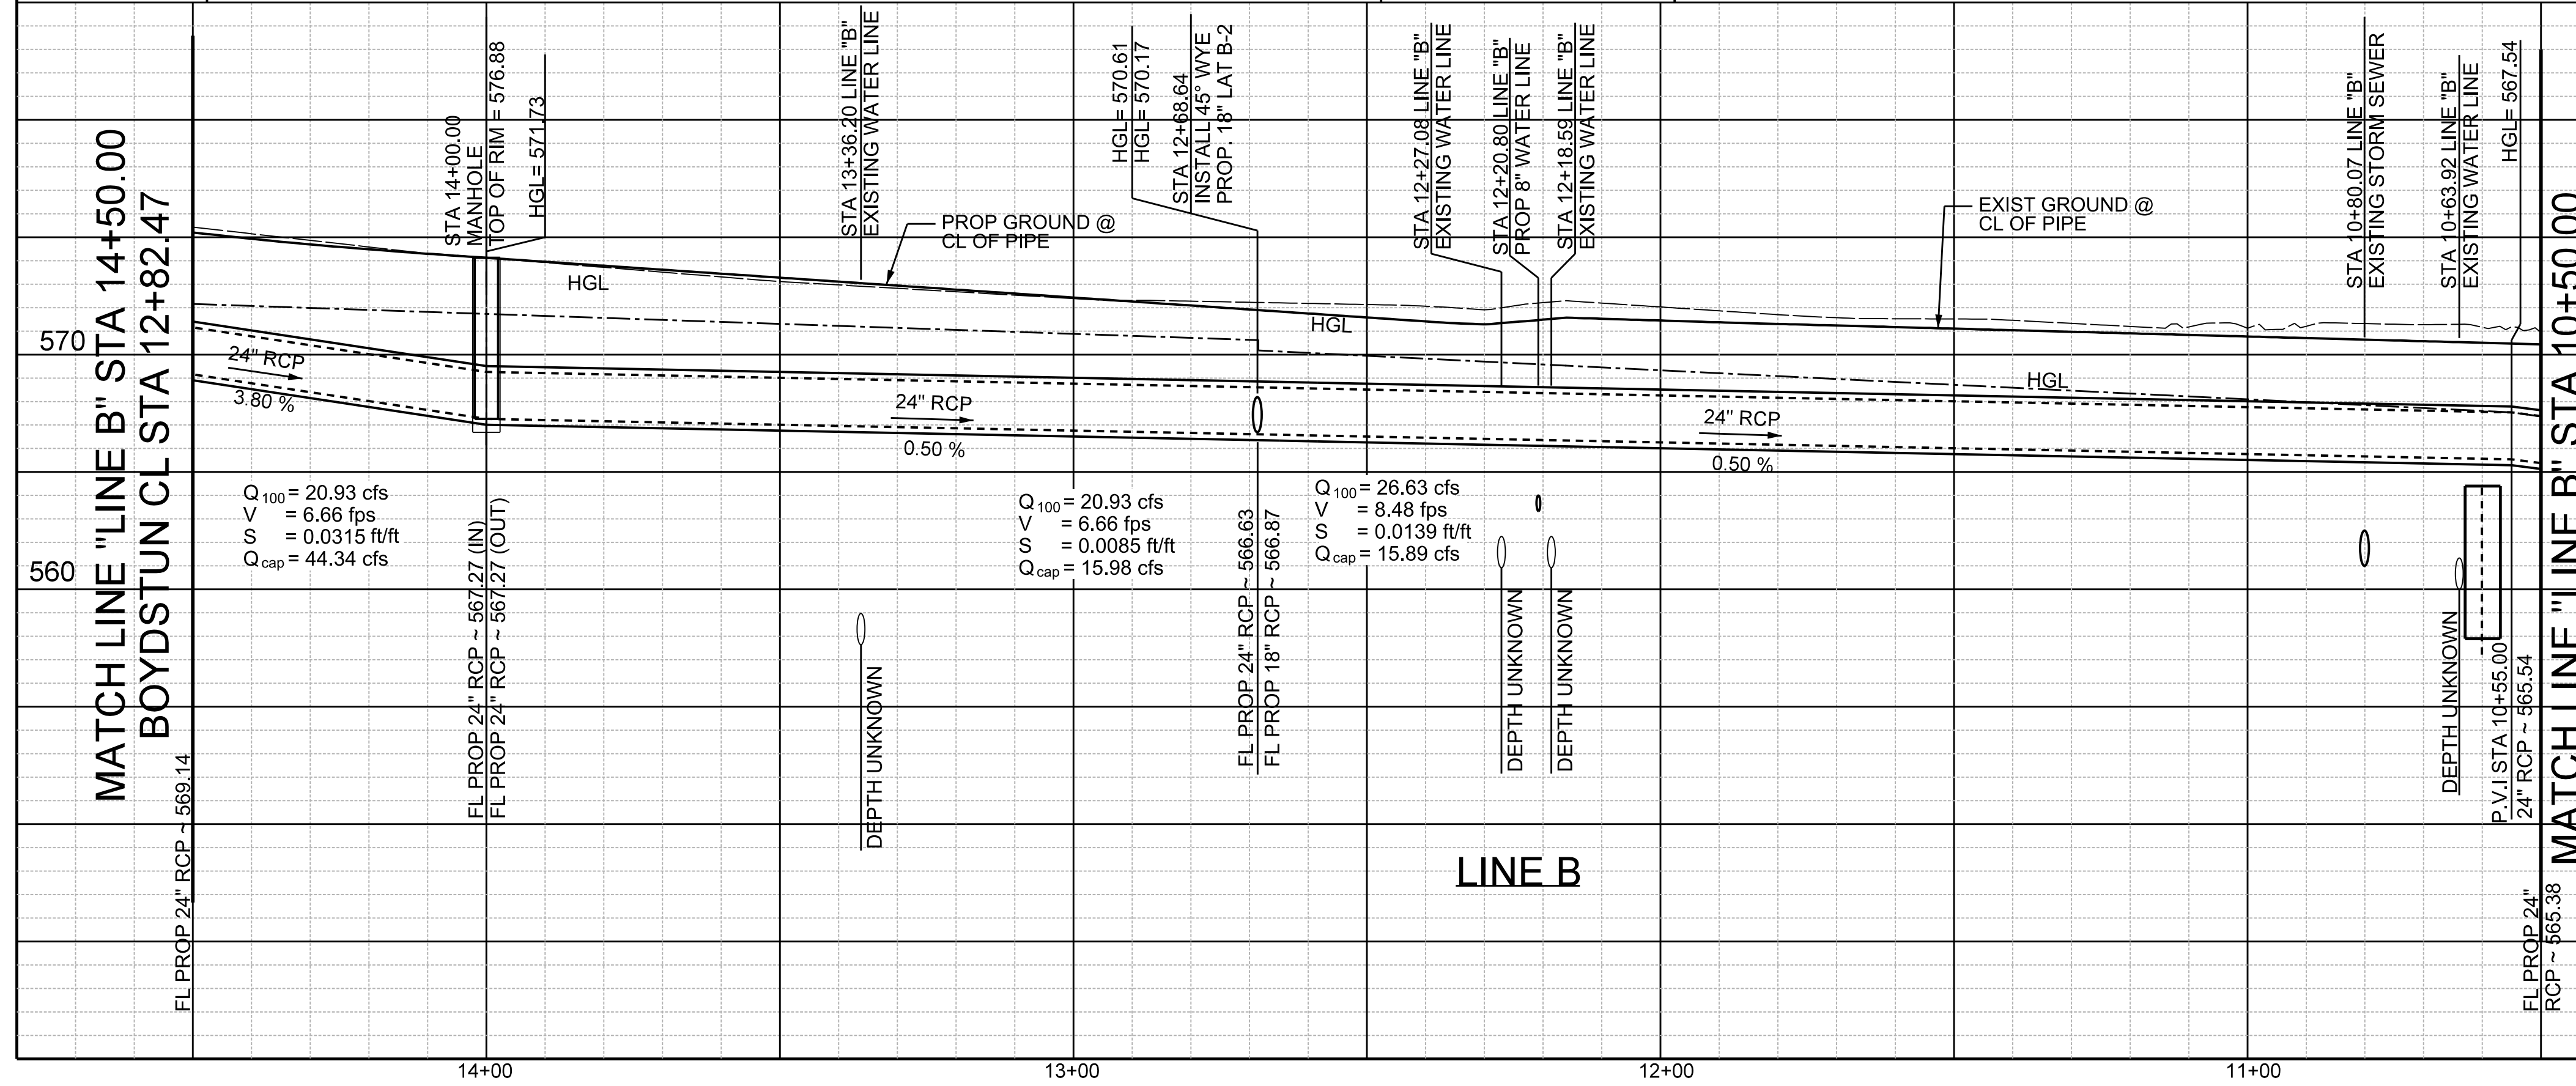 MATCH LINE "LINE B" STA 14+50.00
BOYDSTUN CL STA 12+82.47
570
560
FL PROP 24" RCP ~ 569.14
STA 14+00.00
MANHOLE
TOP OF RIM = 576.88
HGL= 571.73
STA 13+36.20 LINE "B"
EXISTING WATER LINE
PROP GROUND @
CL OF PIPE
HGL= 570.61
HGL= 570.17
STA 12+68.64
INSTALL 45° WYE
PROP. 18" LAT B-2
STA 12+27.08 LINE "B"
EXISTING WATER LINE
STA 12+20.80 LINE "B"
PROP 8" WATER LINE
STA 12+18.59 LINE "B"
EXISTING WATER LINE
EXIST GROUND @
CL OF PIPE
STA 10+80.07 LINE "B"
EXISTING STORM SEWER
STA 10+63.92 LINE "B"
EXISTING WATER LINE
HGL= 567.54
HGL
HGL
HGL
24" RCP
3.80 %
24" RCP
0.50 %
24" RCP
0.50 %
Q100 = 20.93 cfs
V = 6.66 fps
S = 0.0315 ft/ft
Qcap = 44.34 cfs
FL PROP 24" RCP ~ 567.27 (IN)
FL PROP 24" RCP ~ 567.27 (OUT)
DEPTH UNKNOWN
Q100 = 20.93 cfs
V = 6.66 fps
S = 0.0085 ft/ft
Qcap = 15.98 cfs
FL PROP 24" RCP ~ 566.63
FL PROP 18" RCP ~ 566.87
Q100 = 26.63 cfs
V = 8.48 fps
S = 0.0139 ft/ft
Qcap = 15.89 cfs
DEPTH UNKNOWN
DEPTH UNKNOWN
DEPTH UNKNOWN
P.V.I STA 10+55.00
24" RCP ~ 565.54
FL PROP 24"
RCP ~ 565.38
MATCH LINE "LINE B" STA 10+50.00
LINE B
14+00
13+00
12+00
11+00